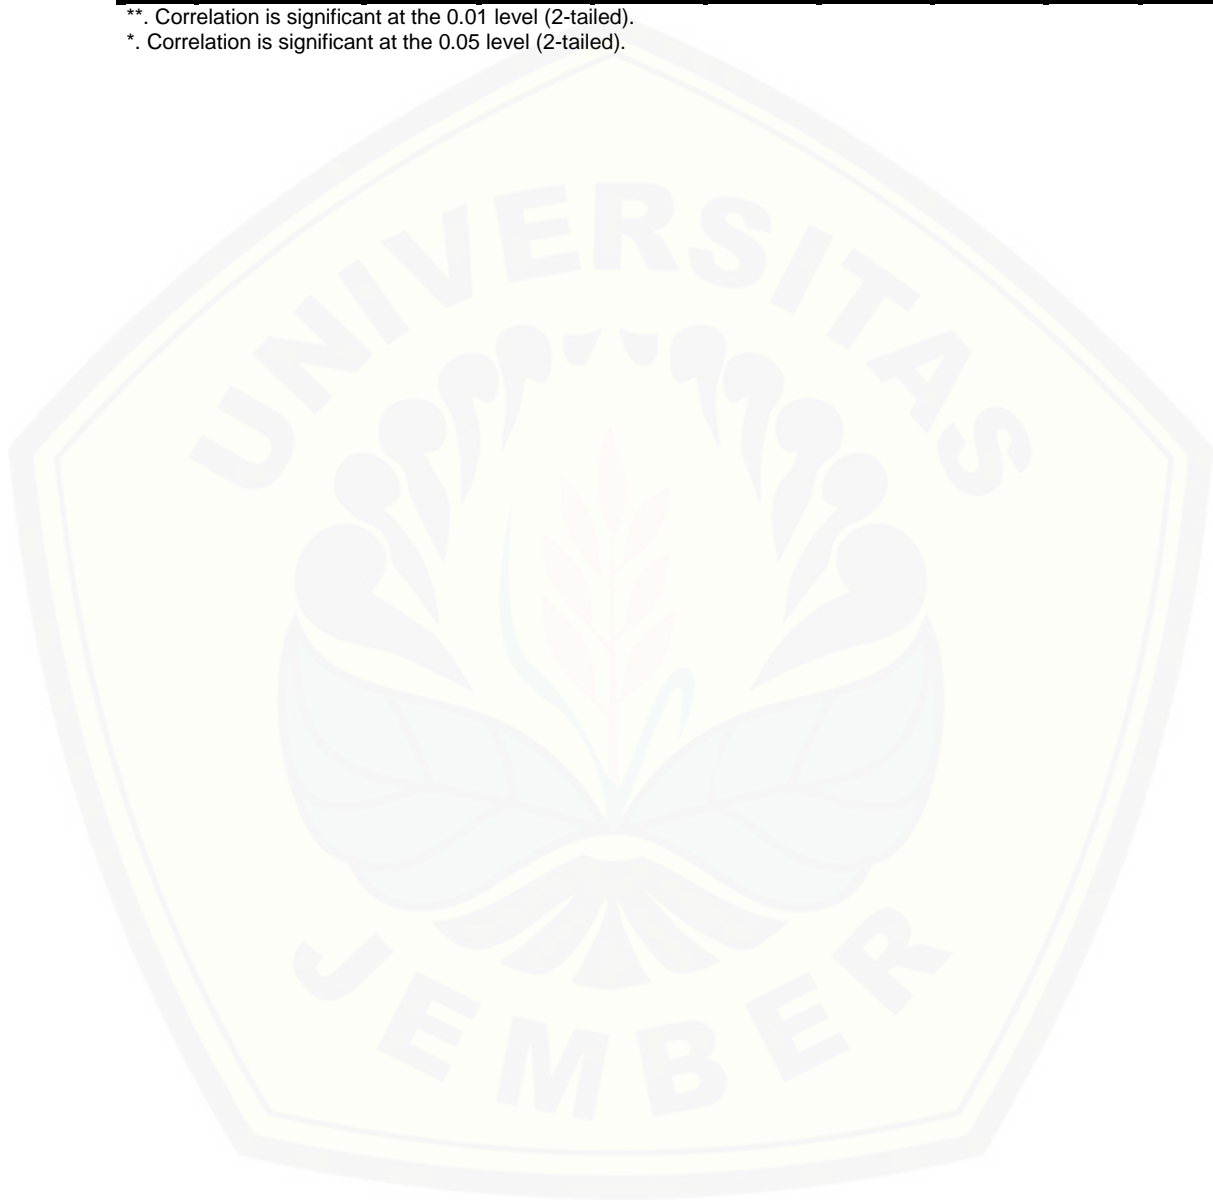 **. Correlation is significant at the 0.01 level (2-tailed).
*. Correlation is significant at the 0.05 level (2-tailed).
UNIVERSITAS
JEMBER